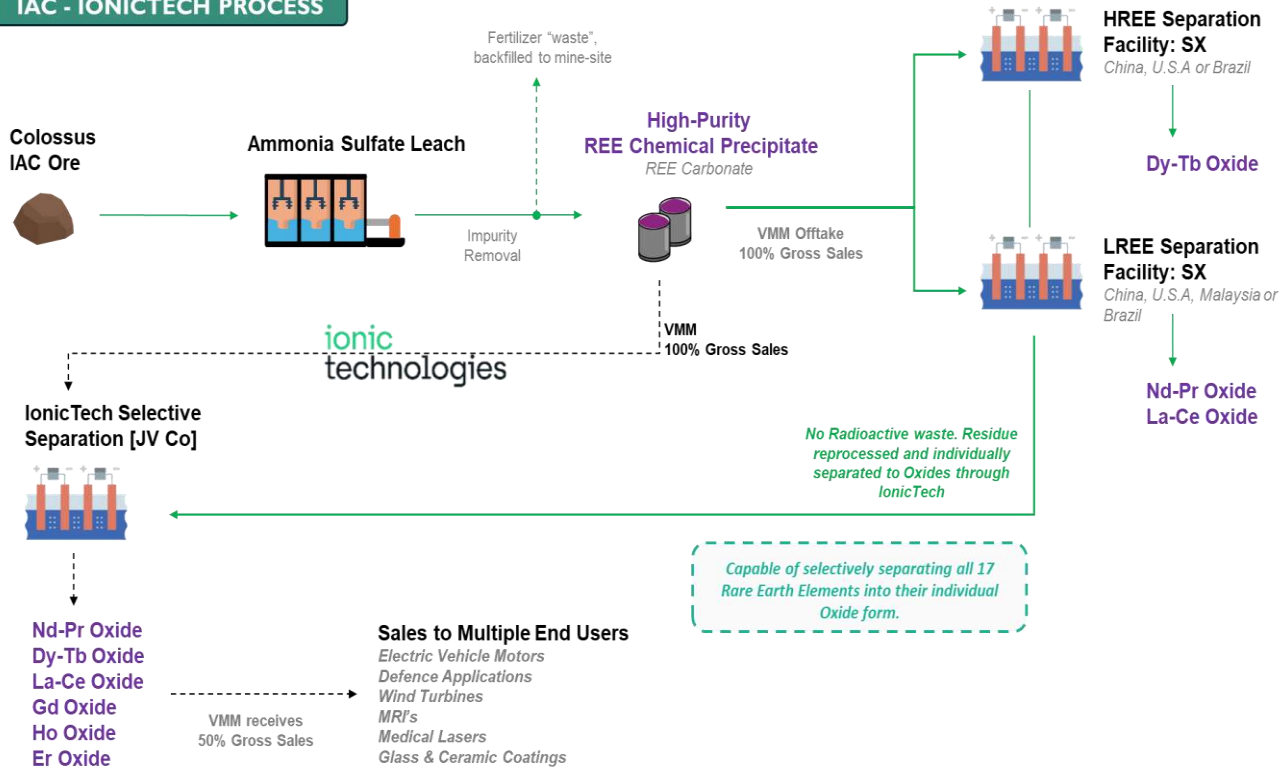 IAC - IONICTECH PROCESS
Fertilizer “waste”,
backfilled to mine-site
HREE Separation
Facility: SX
China, U.S.A or Brazil
Colossus
IAC Ore
Ammonia Sulfate Leach
High-Purity
REE Chemical Precipitate
REE Carbonate
Dy-Tb Oxide
Impurity
Removal
VMM Offtake
100% Gross Sales
LREE Separation
Facility: SX
China, U.S.A, Malaysia or
Brazil
VMM
100% Gross Sales
ionic
technologies
Nd-Pr Oxide
La-Ce Oxide
IonicTech Selective
Separation [JV Co]
No Radioactive waste. Residue
reprocessed and individually
separated to Oxides through
IonicTech
Capable of selectively separating all 17
Rare Earth Elements into their individual
Oxide form.
Nd-Pr Oxide
Dy-Tb Oxide
La-Ce Oxide
Gd Oxide
Ho Oxide
Er Oxide
VMM receives
50% Gross Sales
Sales to Multiple End Users
Electric Vehicle Motors
Defence Applications
Wind Turbines
MRI's
Medical Lasers
Glass & Ceramic Coatings